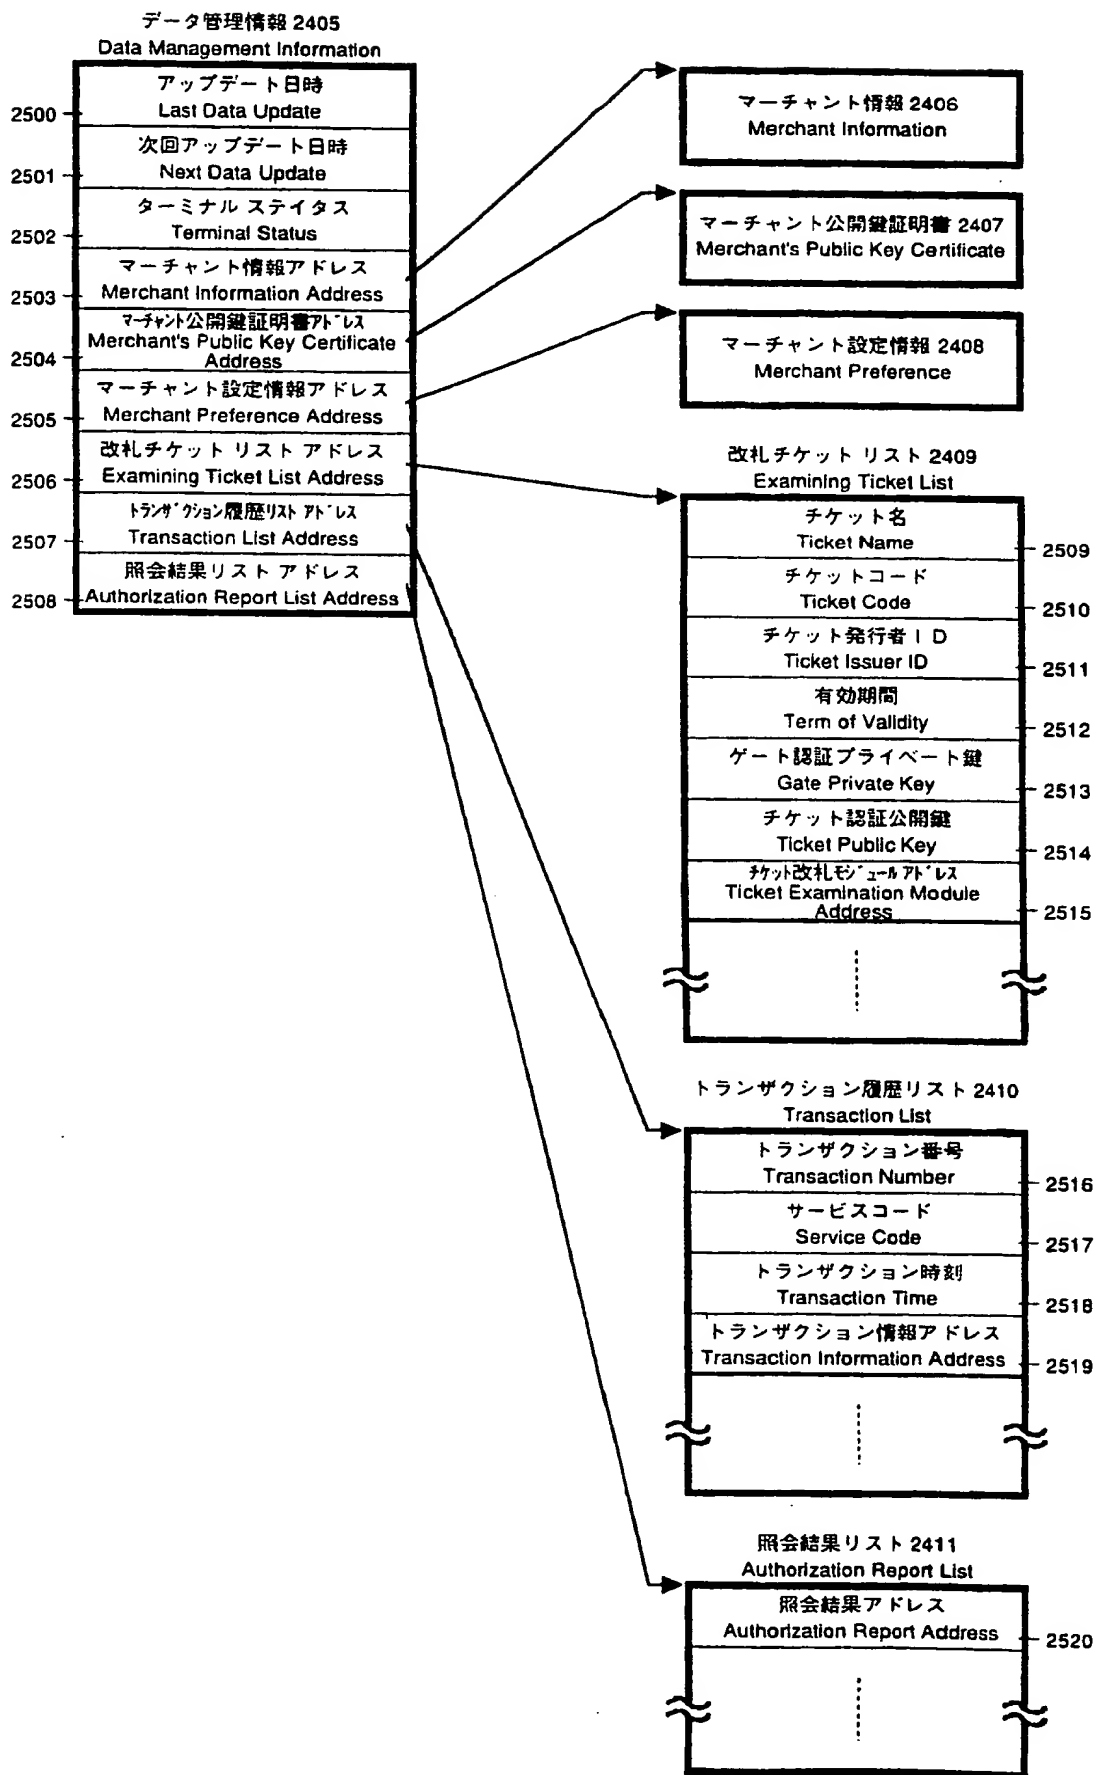 データ管理情報 2405
Data Management Information
アップデート日時
Last Data Update
2500
次回アップデート日時
Next Data Update
2501
ターミナル ステイタス
Terminal Status
2502
マーチャント情報アドレス
Merchant Information Address
2503
マーチャント公開鍵証明書アドレス
Merchant's Public Key Certificate
Address
2504
マーチャント設定情報アドレス
Merchant Preference Address
2505
改札チケット リスト アドレス
Examining Ticket List Address
2506
トランザクション履歴リスト アドレス
Transaction List Address
2507
照会結果リスト アドレス
Authorization Report List Address
2508
マーチャント情報 2406
Merchant Information
マーチャント公開鍵証明書 2407
Merchant's Public Key Certificate
マーチャント設定情報 2408
Merchant Preference
改札チケット リスト 2409
Examining Ticket List
チケット名
Ticket Name
2509
チケットコード
Ticket Code
2510
チケット発行者ID
Ticket Issuer ID
2511
有効期間
Term of Validity
2512
ゲート認証プライベート鍵
Gate Private Key
2513
チケット認証公開鍵
Ticket Public Key
2514
チケット改札モジュールアドレス
Ticket Examination Module
Address
2515
トランザクション履歴リスト 2410
Transaction List
トランザクション番号
Transaction Number
2516
サービスコード
Service Code
2517
トランザクション時刻
Transaction Time
2518
トランザクション情報アドレス
Transaction Information Address
2519
照会結果リスト 2411
Authorization Report List
照会結果アドレス
Authorization Report Address
2520